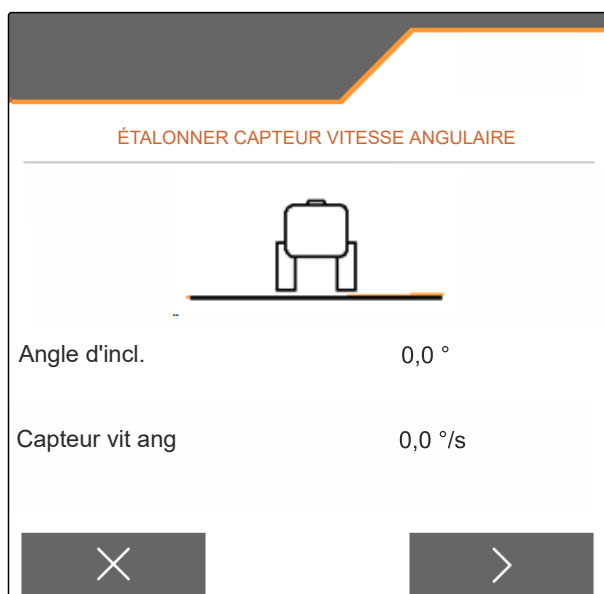 ÉTALONNER CAPTEUR VITESSE ANGULAIRE
Angle d'incl. 0,0 °
Capteur vit ang 0,0 °/s